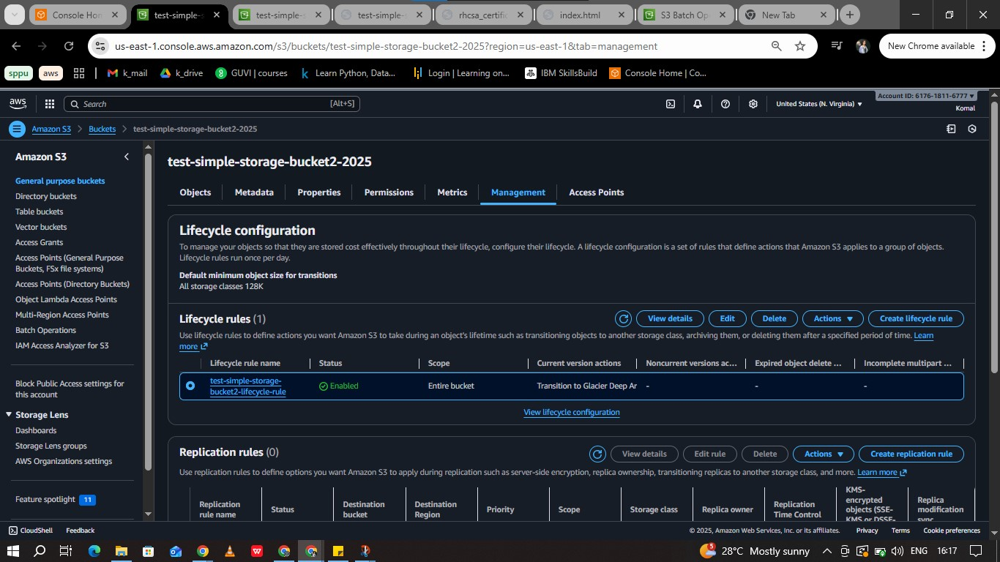 Console Hom
test-simple-s
test-simple-s
test-simple-s
rhcsa_certific
index.html
S3 Batch Op
New Tab
us-east-1.console.aws.amazon.com/s3/buckets/test-simple-storage-bucket2-2025?region=us-east-1&tab=management
New Chrome available
sppu
aws
k_mail
k_drive
GUVI | courses
Learn Python, Data...
Login | Learning on...
IBM SkillsBuild
Console Home | Co...
aws
Search
[Alt+S]
United States (N. Virginia)
Account ID: 6176-1811-6777
Komal
Amazon S3
Buckets
test-simple-storage-bucket2-2025
Amazon S3
General purpose buckets
Directory buckets
Table buckets
Vector buckets
Access Grants
Access Points (General Purpose
Buckets, FSx file systems)
Access Points (Directory Buckets)
Object Lambda Access Points
Multi-Region Access Points
Batch Operations
IAM Access Analyzer for S3
Block Public Access settings for
this account
Storage Lens
Dashboards
Storage Lens groups
AWS Organizations settings
Feature spotlight 11
test-simple-storage-bucket2-2025
Objects
Metadata
Properties
Permissions
Metrics
Management
Access Points
Lifecycle configuration
To manage your objects so that they are stored cost effectively throughout their lifecycle, configure their lifecycle. A lifecycle configuration is a set of rules that define actions that Amazon S3 applies to a group of objects.
Lifecycle rules run once per day.
Default minimum object size for transitions
All storage classes 128K
Lifecycle rules (1)
View details
Edit
Delete
Actions
Create lifecycle rule
Use lifecycle rules to define actions you want Amazon S3 to take during an object's lifetime such as transitioning objects to another storage class, archiving them, or deleting them after a specified period of time. Learn
more
Lifecycle rule name
Status
Scope
Current version actions
Noncurrent versions ac...
Expired object delete ...
Incomplete multipart ...
test-simple-storage-
bucket2-lifecycle-rule
Enabled
Entire bucket
Transition to Glacier Deep Ar
-
-
-
View lifecycle configuration
Replication rules (0)
View details
Edit rule
Delete
Actions
Create replication rule
Use replication rules to define options you want Amazon S3 to apply during replication such as server-side encryption, replica ownership, transitioning replicas to another storage class, and more. Learn more
Replication
rule name
Status
Destination
bucket
Destination
Region
Priority
Scope
Storage class
Replica owner
Replication
Time Control
KMS-
encrypted
objects (SSE-
KMS or DSSE-
Replica
modification
sync
CloudShell
Feedback
© 2025, Amazon Web Services, Inc. or its affiliates.
Privacy
Terms
Cookie preferences
5
28°C Mostly sunny
ENG
16:17